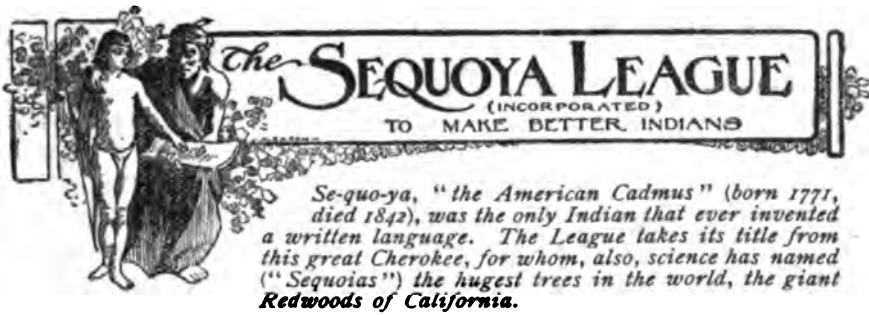 The SEQUOYA LEAGUE
(INCORPORATED)
TO MAKE BETTER INDIANS
Se-quo-ya, "the American Cadmus" (born 1771,
died 1842), was the only Indian that ever invented
a written language. The League takes its title from
this great Cherokee, for whom, also, science has named
("Sequoias") the hugest trees in the world, the giant
Redwoods of California.